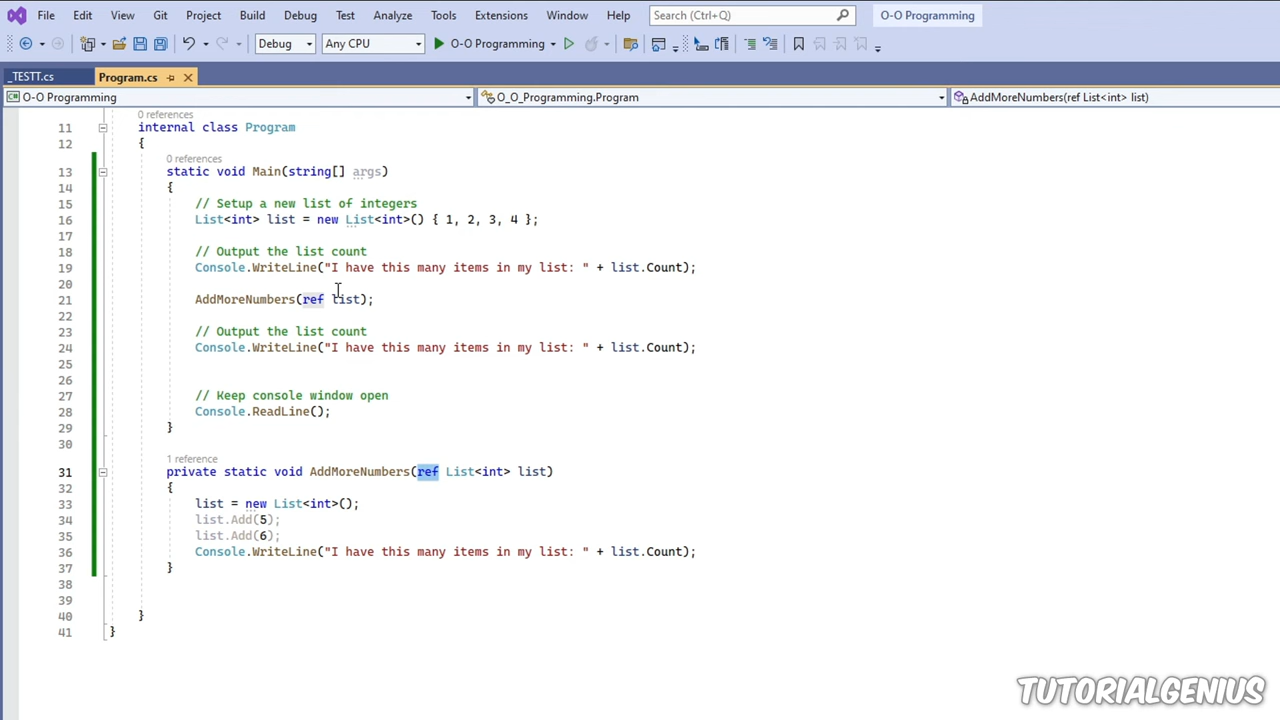 File Edit View Git Project Build Debug Test Analyze Tools Extensions Window Help Search (Ctrl+Q) O-O Programming
Debug Any CPU O-O Programming
_TESTT.cs Program.cs
O-O Programming O_O_Programming.Program AddMoreNumbers(ref List<int> list)
0 references
11 internal class Program
12 {
0 references
13 static void Main(string[] args)
14 {
15 // Setup a new list of integers
16 List<int> list = new List<int>() { 1, 2, 3, 4 };
17
18 // Output the list count
19 Console.WriteLine("I have this many items in my list: " + list.Count);
20
21 AddMoreNumbers(ref list);
22
23 // Output the list count
24 Console.WriteLine("I have this many items in my list: " + list.Count);
25
26
27 // Keep console window open
28 Console.ReadLine();
29 }
30
1 reference
31 private static void AddMoreNumbers(ref List<int> list)
32 {
33 list = new List<int>();
34 list.Add(5);
35 list.Add(6);
36 Console.WriteLine("I have this many items in my list: " + list.Count);
37 }
38
39
40 }
41 }
TUTORIALGENIUS